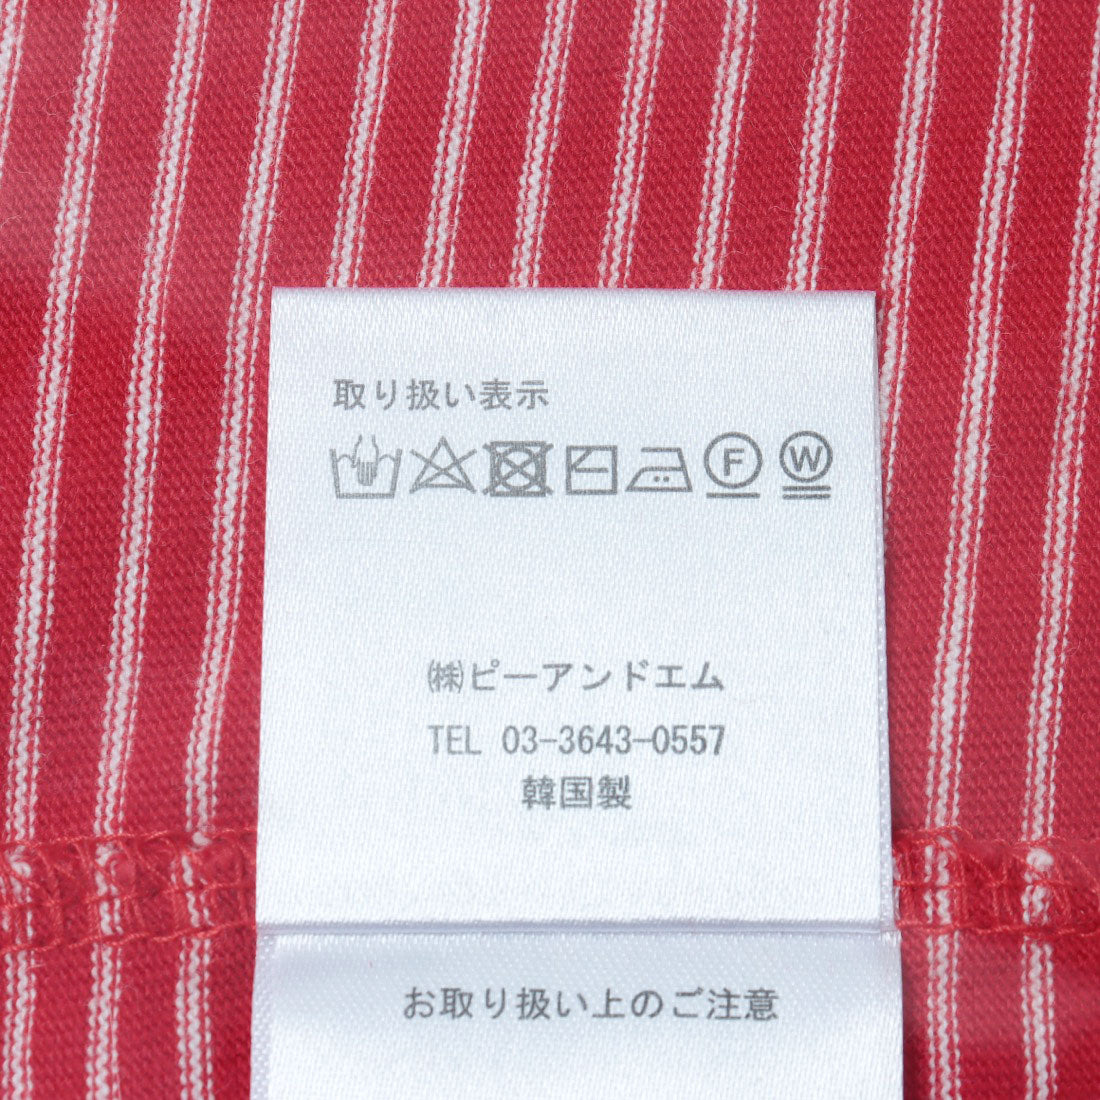 取り扱い表示
F W
㈱ピーアンドエム
TEL 03-3643-0557
韓国製
お取り扱い上のご注意